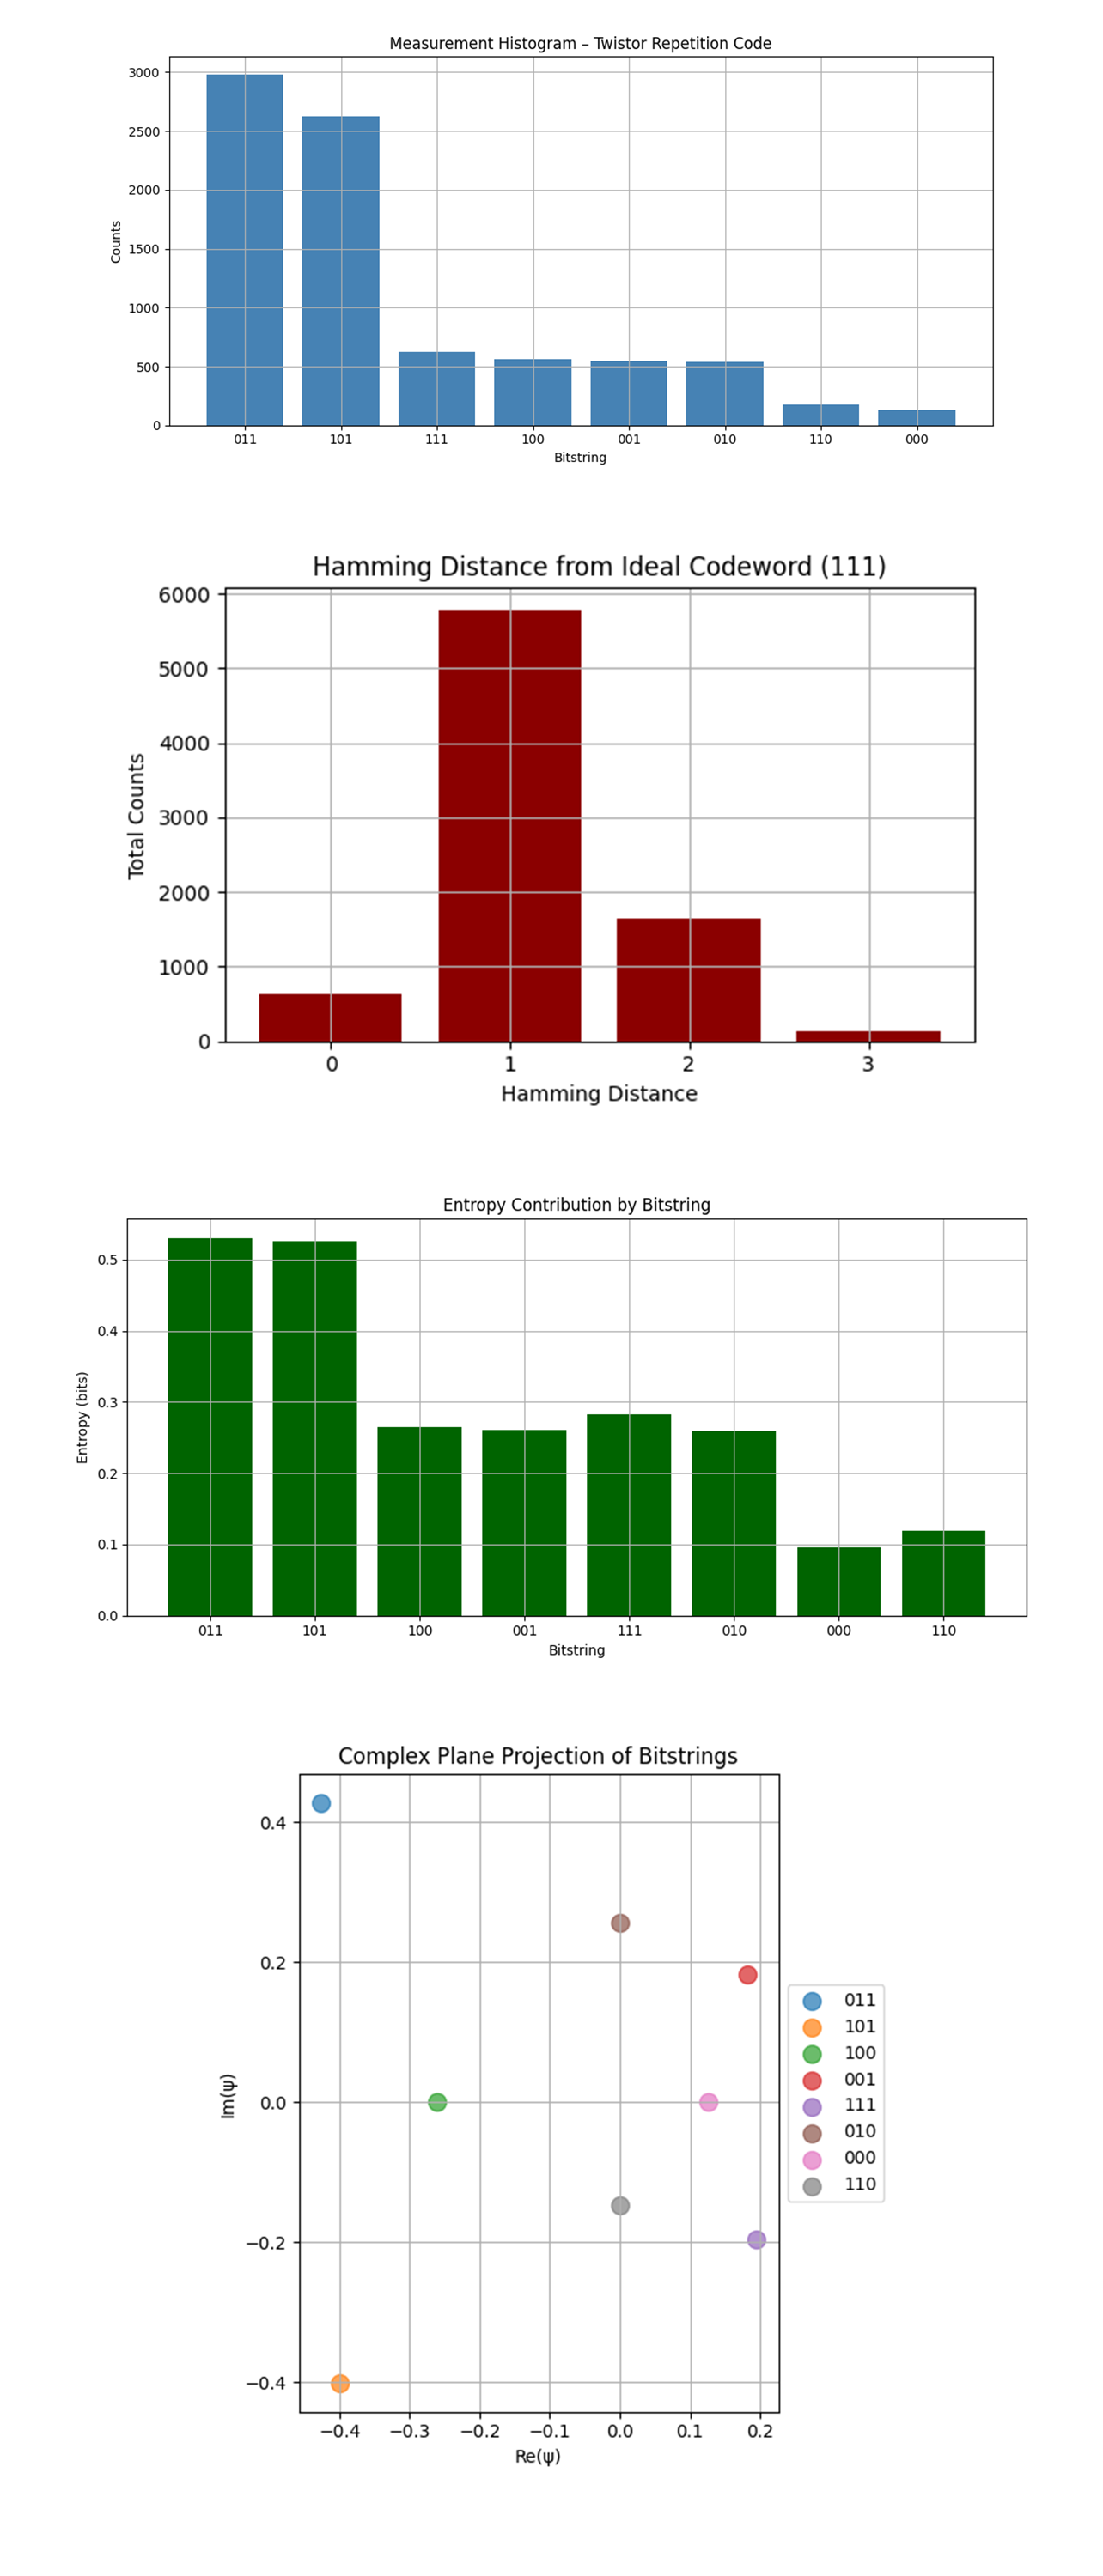 Measurement Histogram – Twistor Repetition Code
3000
2500
2000
1500
1000
500
0
Counts
011 101 111 100 001 010 110 000
Bitstring
Hamming Distance from Ideal Codeword (111)
6000
5000
4000
3000
2000
1000
0
Total Counts
0 1 2 3
Hamming Distance
Entropy Contribution by Bitstring
0.5
0.4
0.3
0.2
0.1
0.0
Entropy (bits)
011 101 100 001 111 010 000 110
Bitstring
Complex Plane Projection of Bitstrings
0.4
0.2
0.0
−0.2
−0.4
Im(ψ)
−0.4 −0.3 −0.2 −0.1 0.0 0.1 0.2
Re(ψ)
011
101
100
001
111
010
000
110